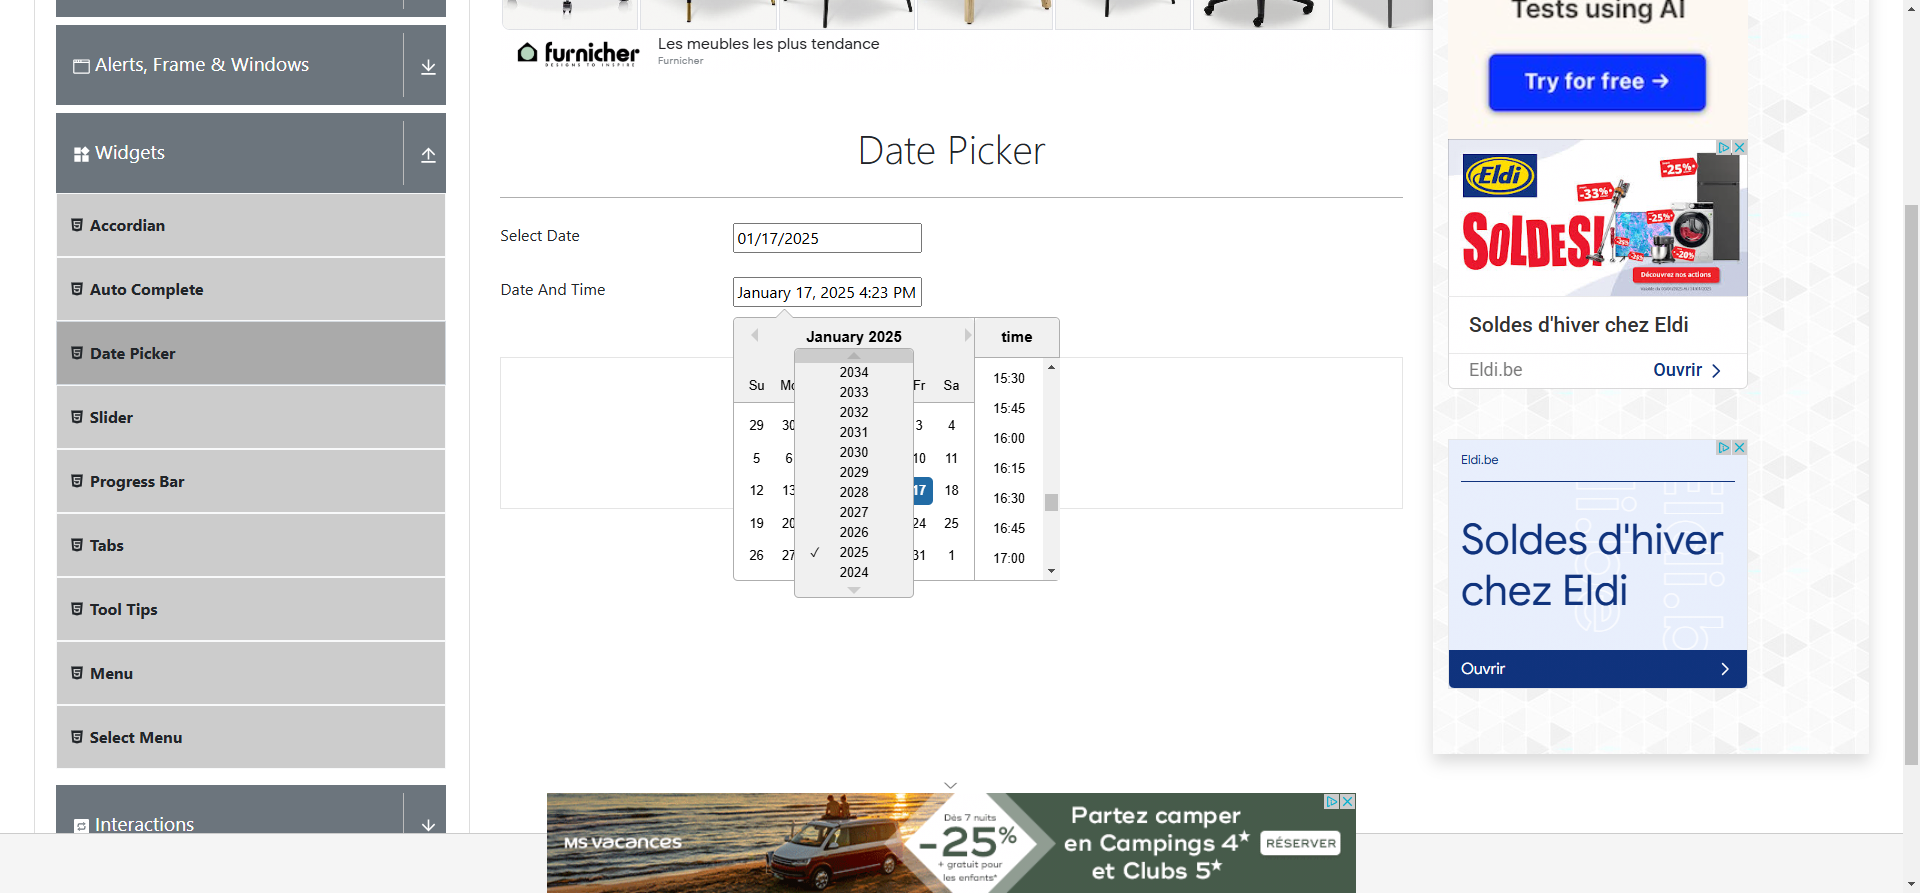 Alerts, Frame & Windows
Widgets
Accordian
Auto Complete
Date Picker
Slider
Progress Bar
Tabs
Tool Tips
Menu
Select Menu
Interactions
furnicher
DESIGNS TO INSPIRE
Les meubles les plus tendance
Furnicher
Date Picker
Select Date
01/17/2025
Date And Time
January 17, 2025 4:23 PM
January 2025
time
2034
2033
2032
2031
2030
2029
2028
2027
2026
✓ 2025
2024
Su Mo Fr Sa
29 30 3 4
5 6 10 11
12 13 17 18
19 20 24 25
26 27 31 1
15:30
15:45
16:00
16:15
16:30
16:45
17:00
Tests using AI
Try for free →
Eldi
-25%*
-33%*
-25%*
-20%*
SOLDES!
Découvrez nos actions
Soldes d'hiver chez Eldi
Eldi.be
Ouvrir
Eldi.be
Soldes d'hiver
chez Eldi
Ouvrir
MS vacances
Dès 7 nuits
-25%
+ gratuit pour
les enfants*
Partez camper
en Campings 4★
et Clubs 5★
RÉSERVER